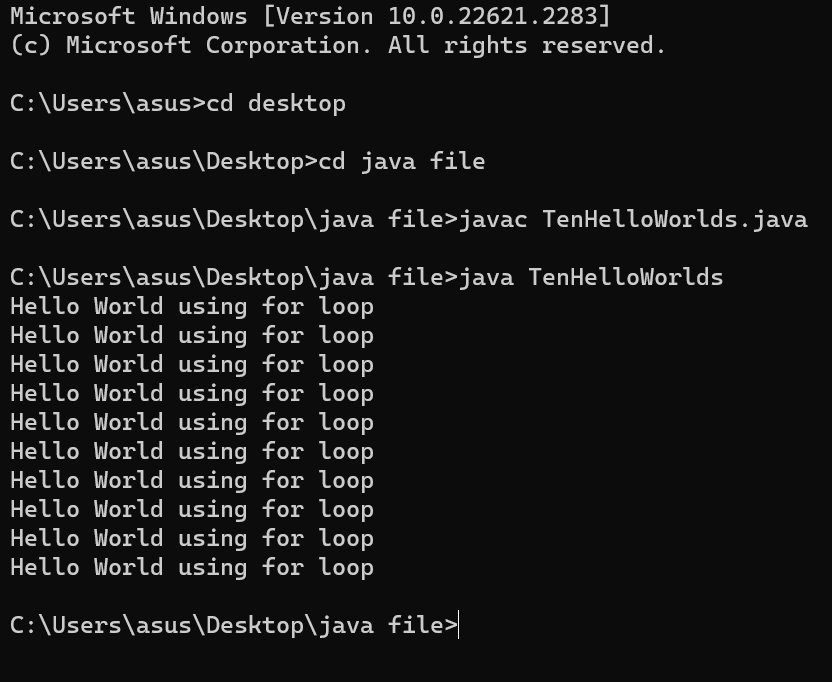 Microsoft Windows [Version 10.0.22621.2283]
(c) Microsoft Corporation. All rights reserved.
C:\Users\asus>cd desktop
C:\Users\asus\Desktop>cd java file
C:\Users\asus\Desktop\java file>javac TenHelloWorlds.java
C:\Users\asus\Desktop\java file>java TenHelloWorlds
Hello World using for loop
Hello World using for loop
Hello World using for loop
Hello World using for loop
Hello World using for loop
Hello World using for loop
Hello World using for loop
Hello World using for loop
Hello World using for loop
Hello World using for loop
C:\Users\asus\Desktop\java file>